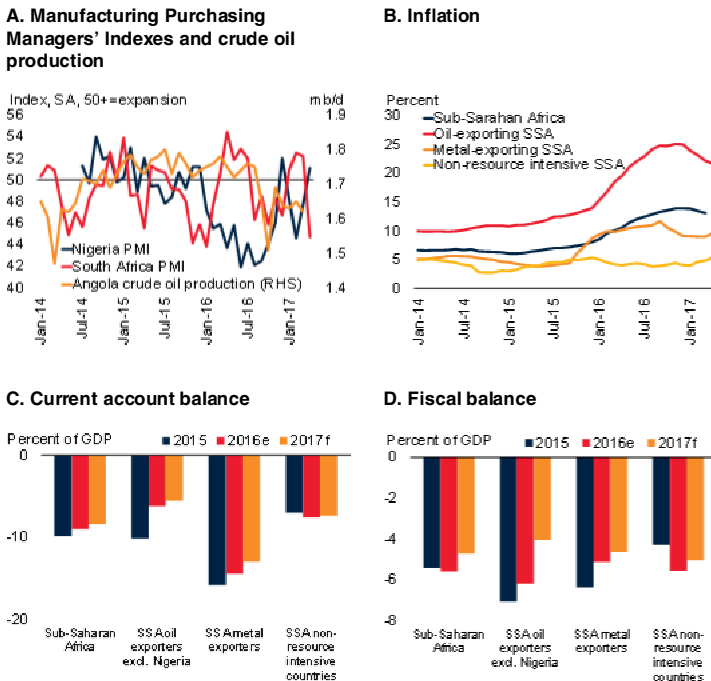 A. Manufacturing Purchasing
Managers' Indexes and crude oil
production
Index, SA, 50+=expansion
mb/d
56
54
52
50
48
46
44
42
40
1.9
1.8
1.7
1.6
1.5
1.4
Nigeria PMI
South Africa PMI
Angola crude oil production (RHS)
Jan-14
Jul-14
Jan-15
Jul-15
Jan-16
Jul-16
Jan-17
B. Inflation
Percent
30
25
20
15
10
5
0
Sub-Sarahan Africa
Oil-exporting SSA
Metal-exporting SSA
Non-resource intensive SSA
Jan-14
Jul-14
Jan-15
Jul-15
Jan-16
Jul-16
Jan-17
C. Current account balance
Percent of GDP
2015
2016e
2017f
0
-10
-20
Sub-Saharan
Africa
SSA oil
exporters
excl. Nigeria
SSA metal
exporters
SSA non-
resource
intensive
countries
D. Fiscal balance
Percent of GDP
2015
2016e
2017f
0
-2
-4
-6
-8
Sub-Saharan
Africa
SSA oil
exporters
excl. Nigeria
SSA metal
exporters
SSA non-
resource
intensive
countries